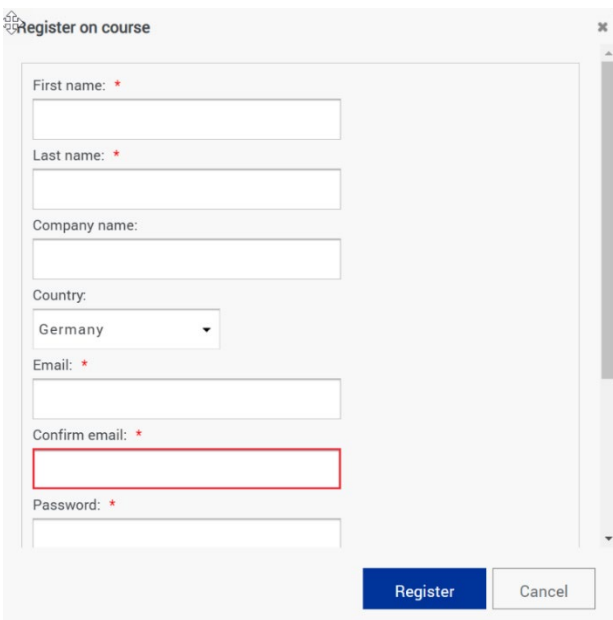 Register on course
First name: *
Last name: *
Company name:
Country:
Germany
Email: *
Confirm email: *
Password: *
Register Cancel